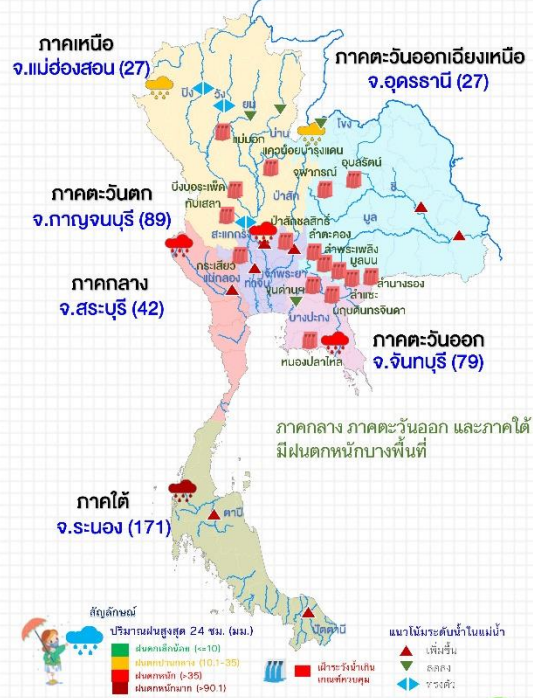 ภาคเหนือ
จ.แม่ฮ่องสอน (27)
ภาคตะวันออกเฉียงเหนือ
จ.อุดรธานี (27)
ปิง
วัง
ยม
น่าน
โขง
แม่มอก
แควน้อยบำรุงแดน
จุฬาภรณ์
อุบลรัตน์
ชี
บึงบอระเพ็ด
ทับเสลา
ป่าสัก
มูล
ภาคตะวันตก
จ.กาญจนบุรี (89)
ป่าสักชลสิทธิ์
สะแกกรัง
ลำตะคอง
ลำพระเพลิง
มูลบน
กระเสียว
แม่กลอง
ท่าจีน
เจ้าพระยา
ขุนด่านฯ
ลำนางรอง
ลำแซะ
นฤบดินทรจินดา
ภาคกลาง
จ.สระบุรี (42)
บางปะกง
ภาคตะวันออก
จ.จันทบุรี (79)
หนองปลาไหล
ภาคกลาง ภาคตะวันออก และภาคใต้
มีฝนตกหนักบางพื้นที่
ภาคใต้
จ.ระนอง (171)
ตาปี
ปัตตานี
สัญลักษณ์
ปริมาณฝนสูงสุด 24 ชม. (มม.)
ฝนตกเล็กน้อย (<=10)
ฝนตกปานกลาง (10.1-35)
ฝนตกหนัก (>35)
ฝนตกหนักมาก (>90.1)
เฝ้าระวังน้ำเกิน
เกณฑ์ควบคุม
แนวโน้มระดับน้ำในแม่น้ำ
เพิ่มขึ้น
ลดลง
ทรงตัว